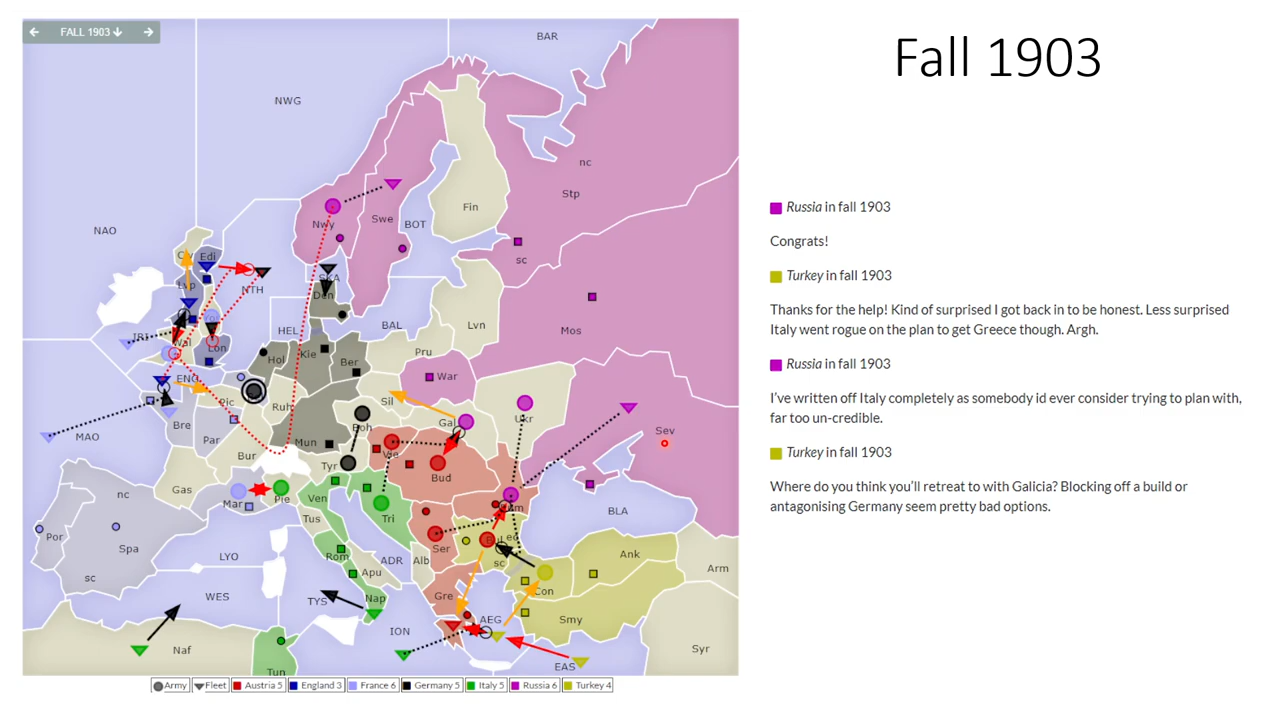 ← FALL 1903 ↓ →
Fall 1903
BAR
NWG
nc
Stp
Russia in fall 1903
NAO
Fin
Nwy
Swe
BOT
Congrats!
Edi
sc
Turkey in fall 1903
SKA
NTH
Lvp
Den
Thanks for the help! Kind of surprised I got back in to be honest. Less surprised
Italy went rogue on the plan to get Greece though. Argh.
IRI
HEL
BAL
Lvn
Mos
Wal
Lon
Hol
Kie
Ber
Pru
Russia in fall 1903
ENG
War
I've written off Italy completely as somebody id ever consider trying to plan with,
far too un-credible.
Pic
Ruh
Sil
Bre
Boh
Gal
Ukr
MAO
Par
Mun
Vie
Sev
Turkey in fall 1903
Bur
Tyr
Bud
Where do you think you'll retreat to with Galicia? Blocking off a build or
antagonising Germany seem pretty bad options.
nc
Gas
Mar
Pie
Ven
Tri
Rum
BLA
Por
Spa
Tus
Ser
Bul
ec
LYO
Rom
ADR
Alb
sc
Ank
Arm
sc
Apu
Con
WES
TYS
Nap
Gre
AEG
Smy
ION
Naf
Tun
EAS
Syr
Army Fleet Austria 5 England 3 France 6 Germany 5 Italy 5 Russia 6 Turkey 4